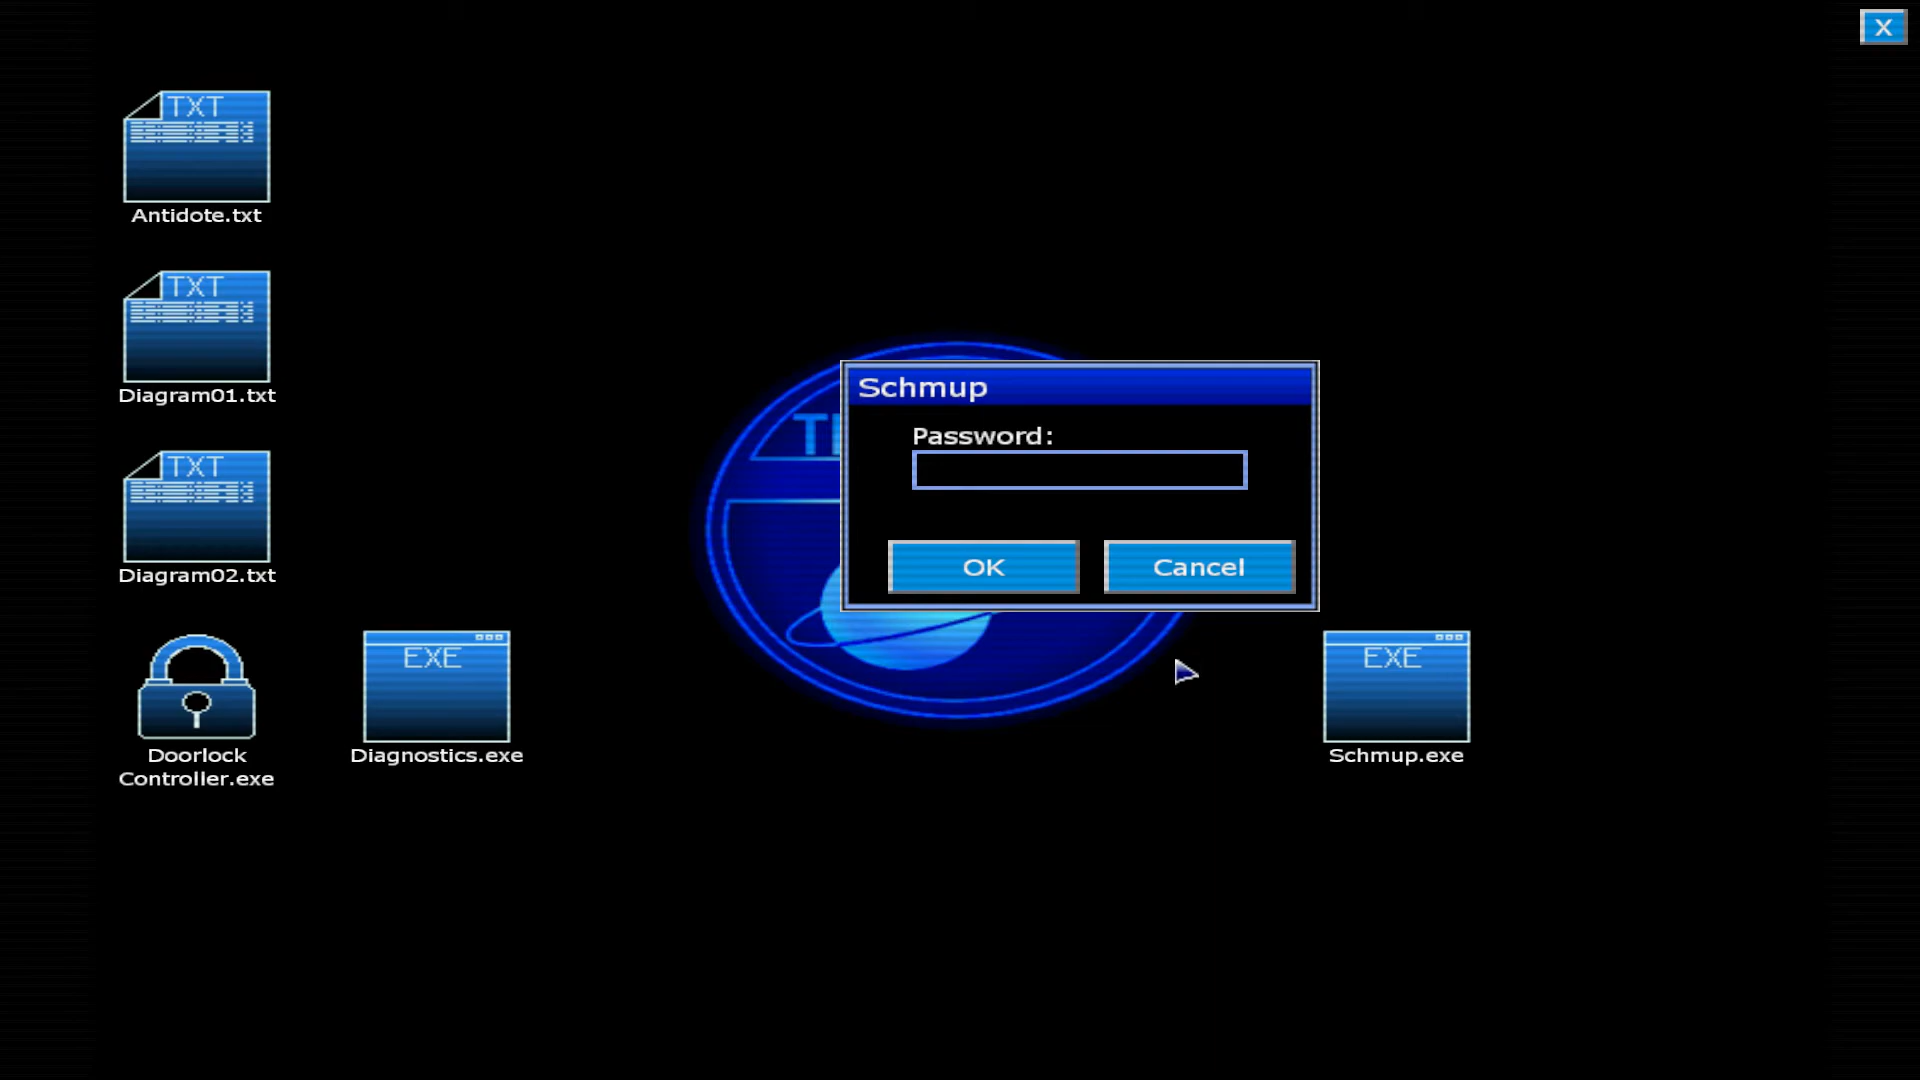 X
TXT
Antidote.txt
TXT
Diagram01.txt
TXT
Diagram02.txt
Schmup
Password:
OK
Cancel
Doorlock
Controller.exe
EXE
Diagnostics.exe
EXE
Schmup.exe